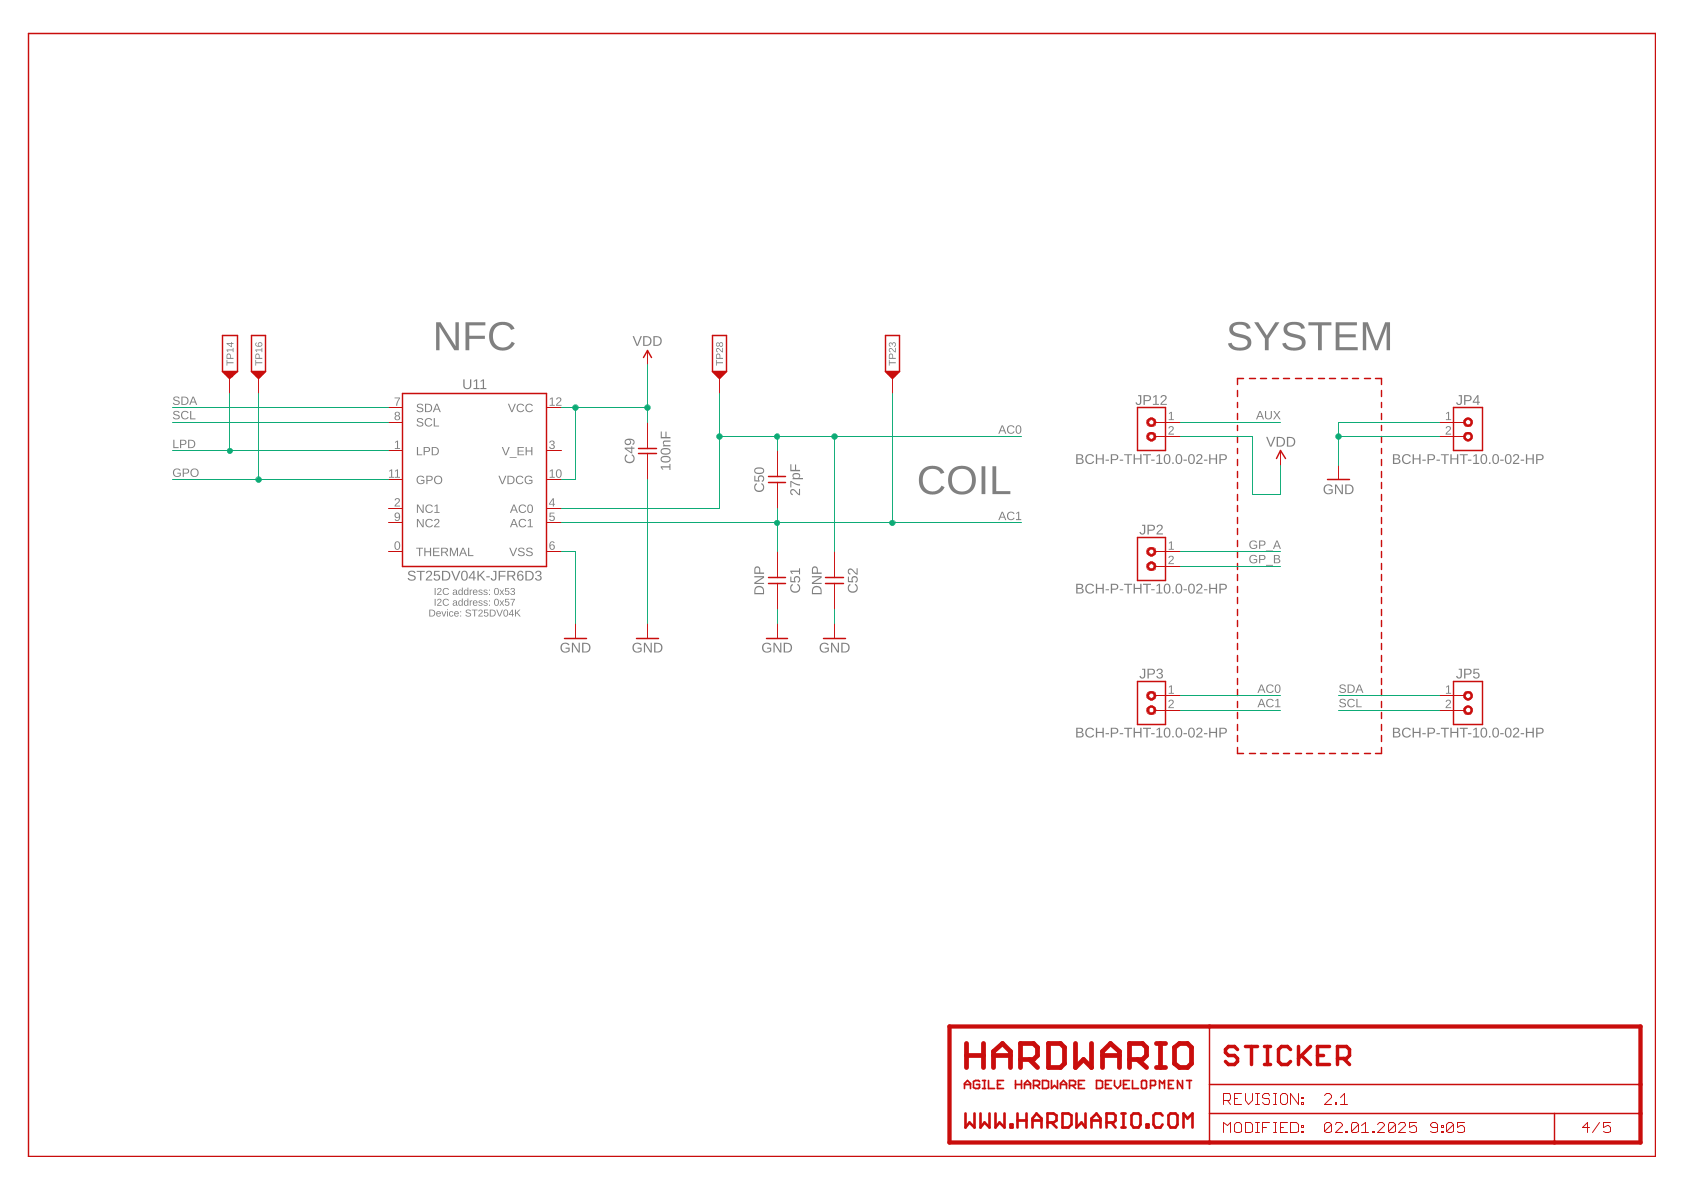 NFC
SYSTEM
COIL
TP14
TP16
TP28
TP23
VDD
U11
SDA
SCL
LPD
GPO
7
8
1
11
2
9
0
SDA
SCL
LPD
GPO
NC1
NC2
THERMAL
VCC
V_EH
VDCG
AC0
AC1
VSS
12
3
10
4
5
6
ST25DV04K-JFR6D3
I2C address: 0x53
I2C address: 0x57
Device: ST25DV04K
C49
100nF
C50
27pF
DNP
C51
DNP
C52
AC0
AC1
GND
GND
GND
GND
JP12
1
2
AUX
VDD
BCH-P-THT-10.0-02-HP
JP4
1
2
GND
BCH-P-THT-10.0-02-HP
JP2
1
2
GP_A
GP_B
BCH-P-THT-10.0-02-HP
JP3
1
2
AC0
AC1
BCH-P-THT-10.0-02-HP
JP5
1
2
SDA
SCL
BCH-P-THT-10.0-02-HP
HARDWARIO
AGILE HARDWARE DEVELOPMENT
WWW.HARDWARIO.COM
STICKER
REVISION: 2.1
MODIFIED: 02.01.2025 9:05
4/5